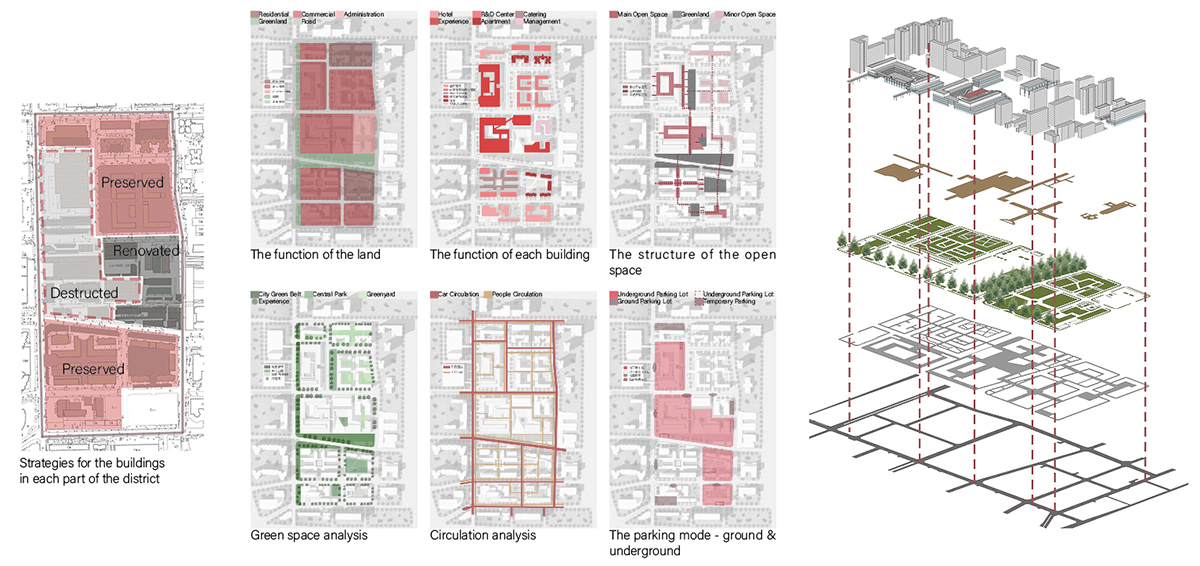 Preserved
Renovated
Destructed
Preserved
Strategies for the buildings
in each part of the district
Residential Commercial Administration
Greenland Road
The function of the land
Hotel R&D Center Catering
Experience Apartment Management
The function of each building
Main Open Space Greenland Minor Open Space
The structure of the open
space
City Green Belt Central Park Greenyard
Experience
Green space analysis
Car Circulation People Circulation
Circulation analysis
Underground Parking Lot Underground Parking Lot
Ground Parking Lot Temporary Parking
The parking mode - ground &
underground